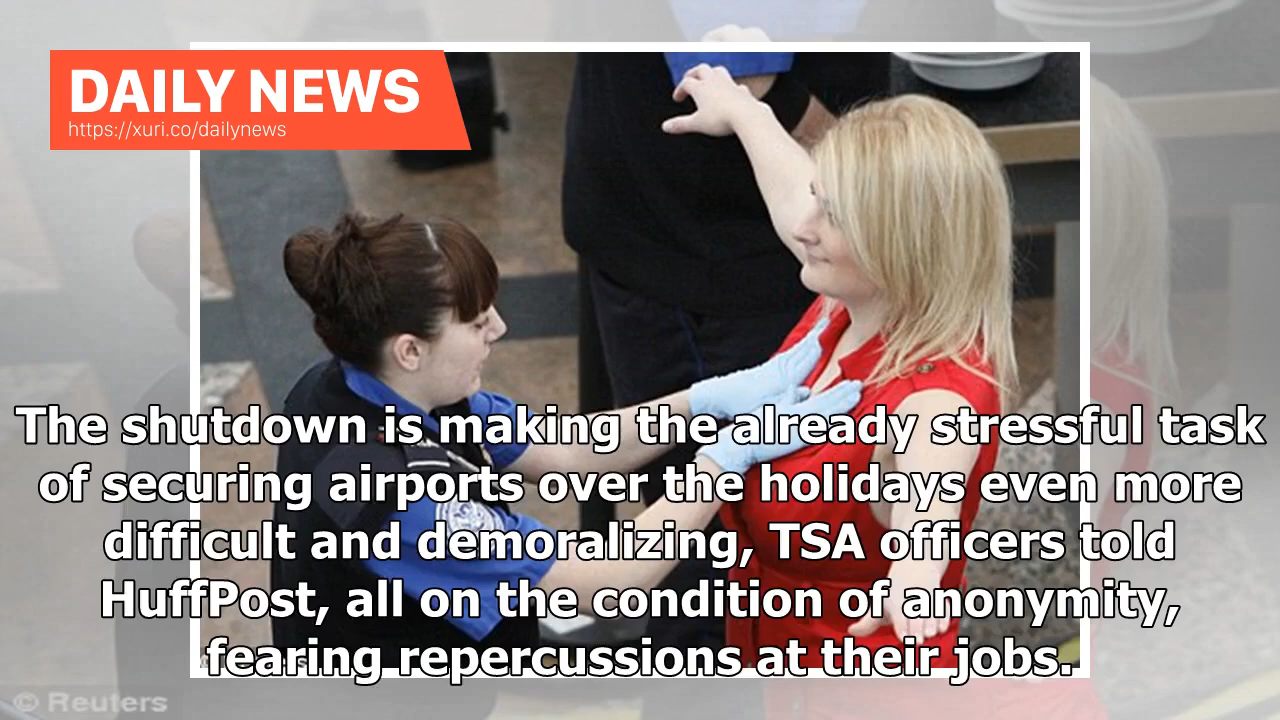 DAILY NEWS
https://xuri.co/dailynews
The shutdown is making the already stressful task
of securing airports over the holidays even more
difficult and demoralizing, TSA officers told
HuffPost, all on the condition of anonymity,
fearing repercussions at their jobs.
© Reuters